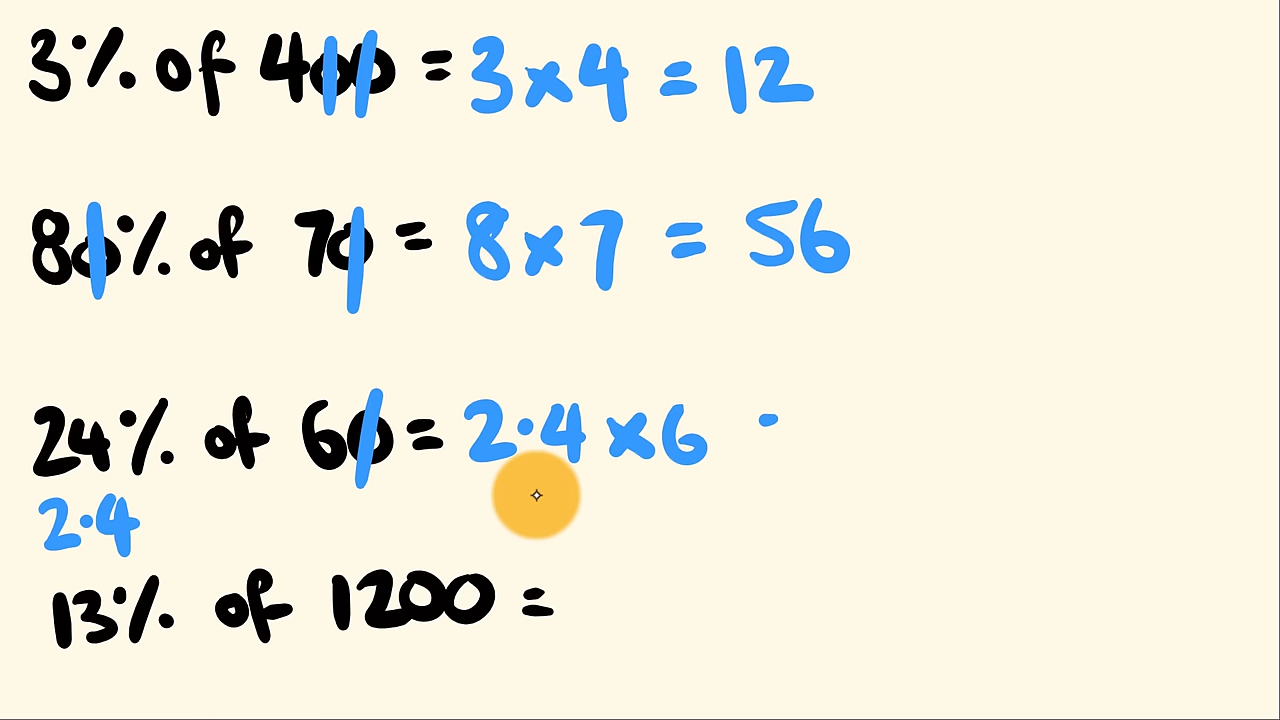 3% of 400 = 3×4 = 12
80% of 70 = 8×7 = 56
24% of 60 = 2·4×6 -
2·4
13% of 1200 =